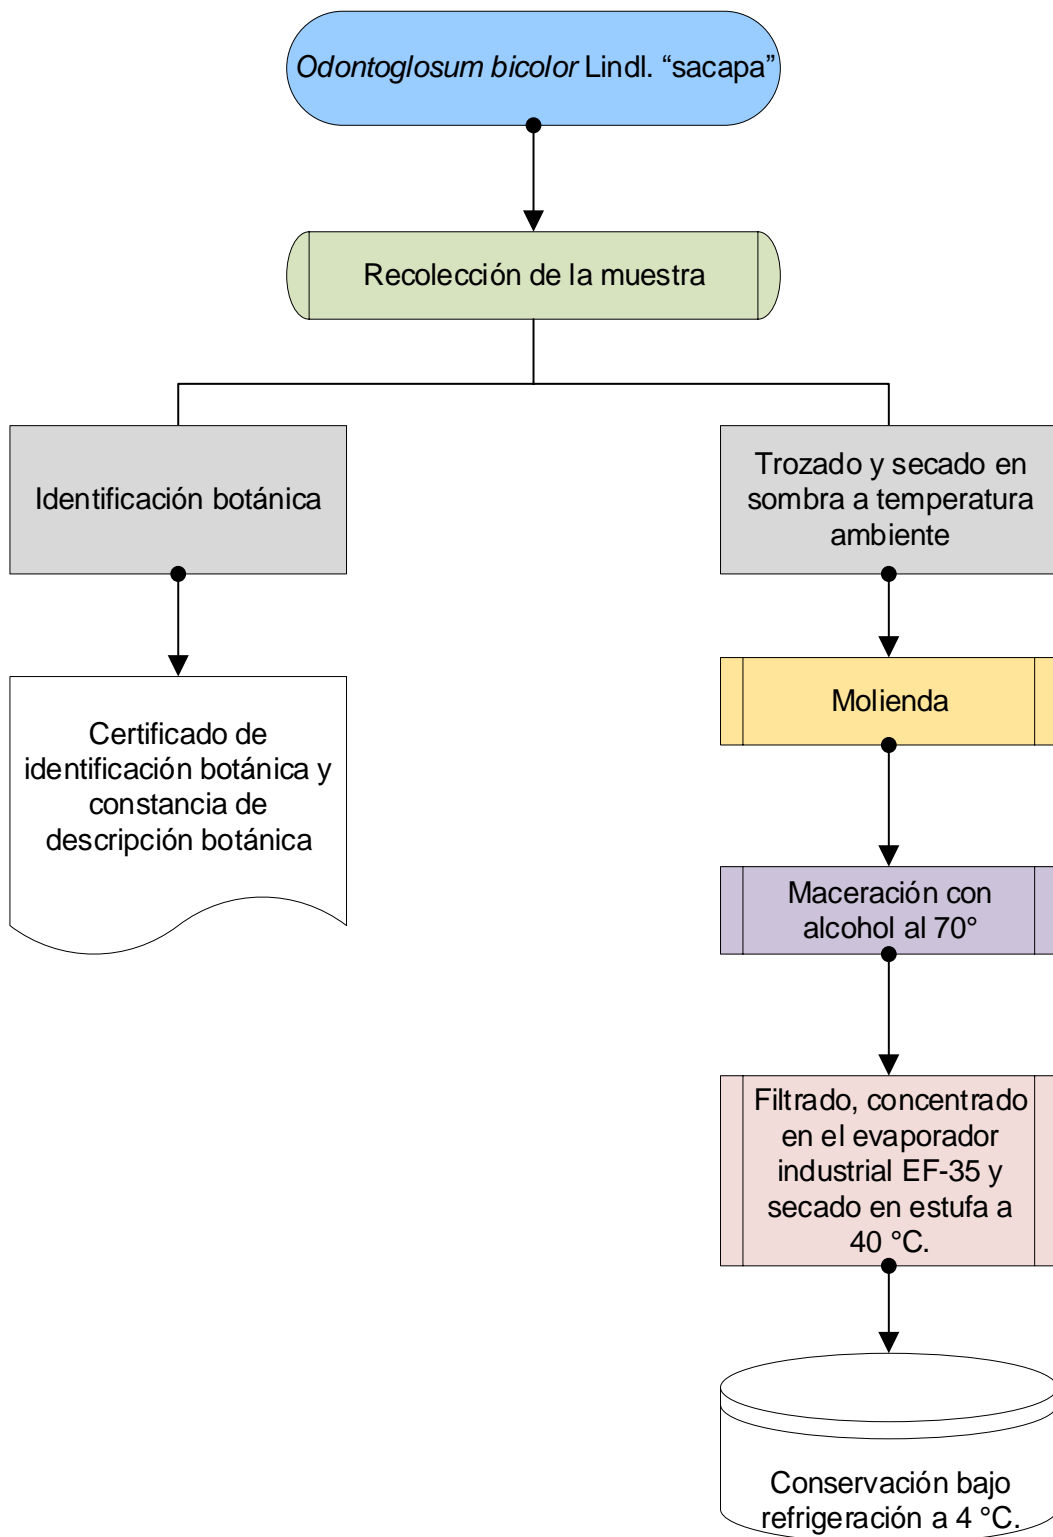 Odontoglosum bicolor Lindl. “sacapa”
Recolección de la muestra
Identificación botánica
Certificado de
identificación botánica y
constancia de
descripción botánica
Trozado y secado en
sombra a temperatura
ambiente
Molienda
Maceración con
alcohol al 70°
Filtrado, concentrado
en el evaporador
industrial EF-35 y
secado en estufa a
40 °C.
Conservación bajo
refrigeración a 4 °C.